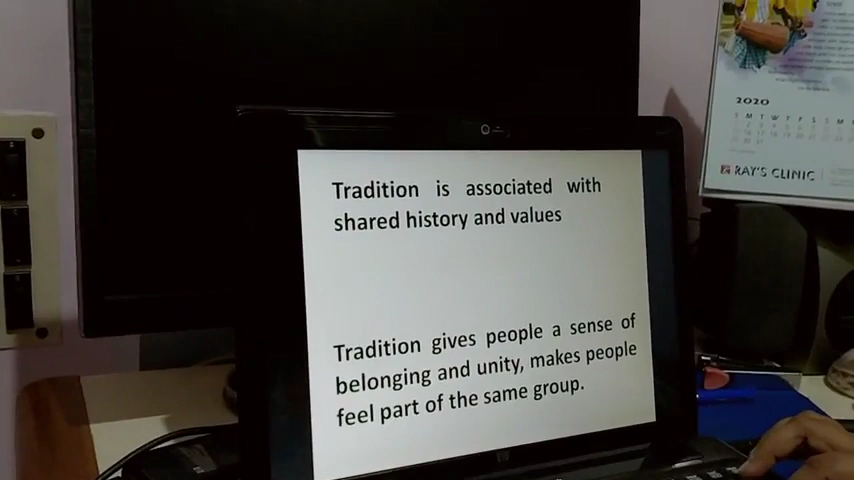 Tradition is associated with
shared history and values
Tradition gives people a sense of
belonging and unity, makes people
feel part of the same group.
2020
RAY'S CLINIC